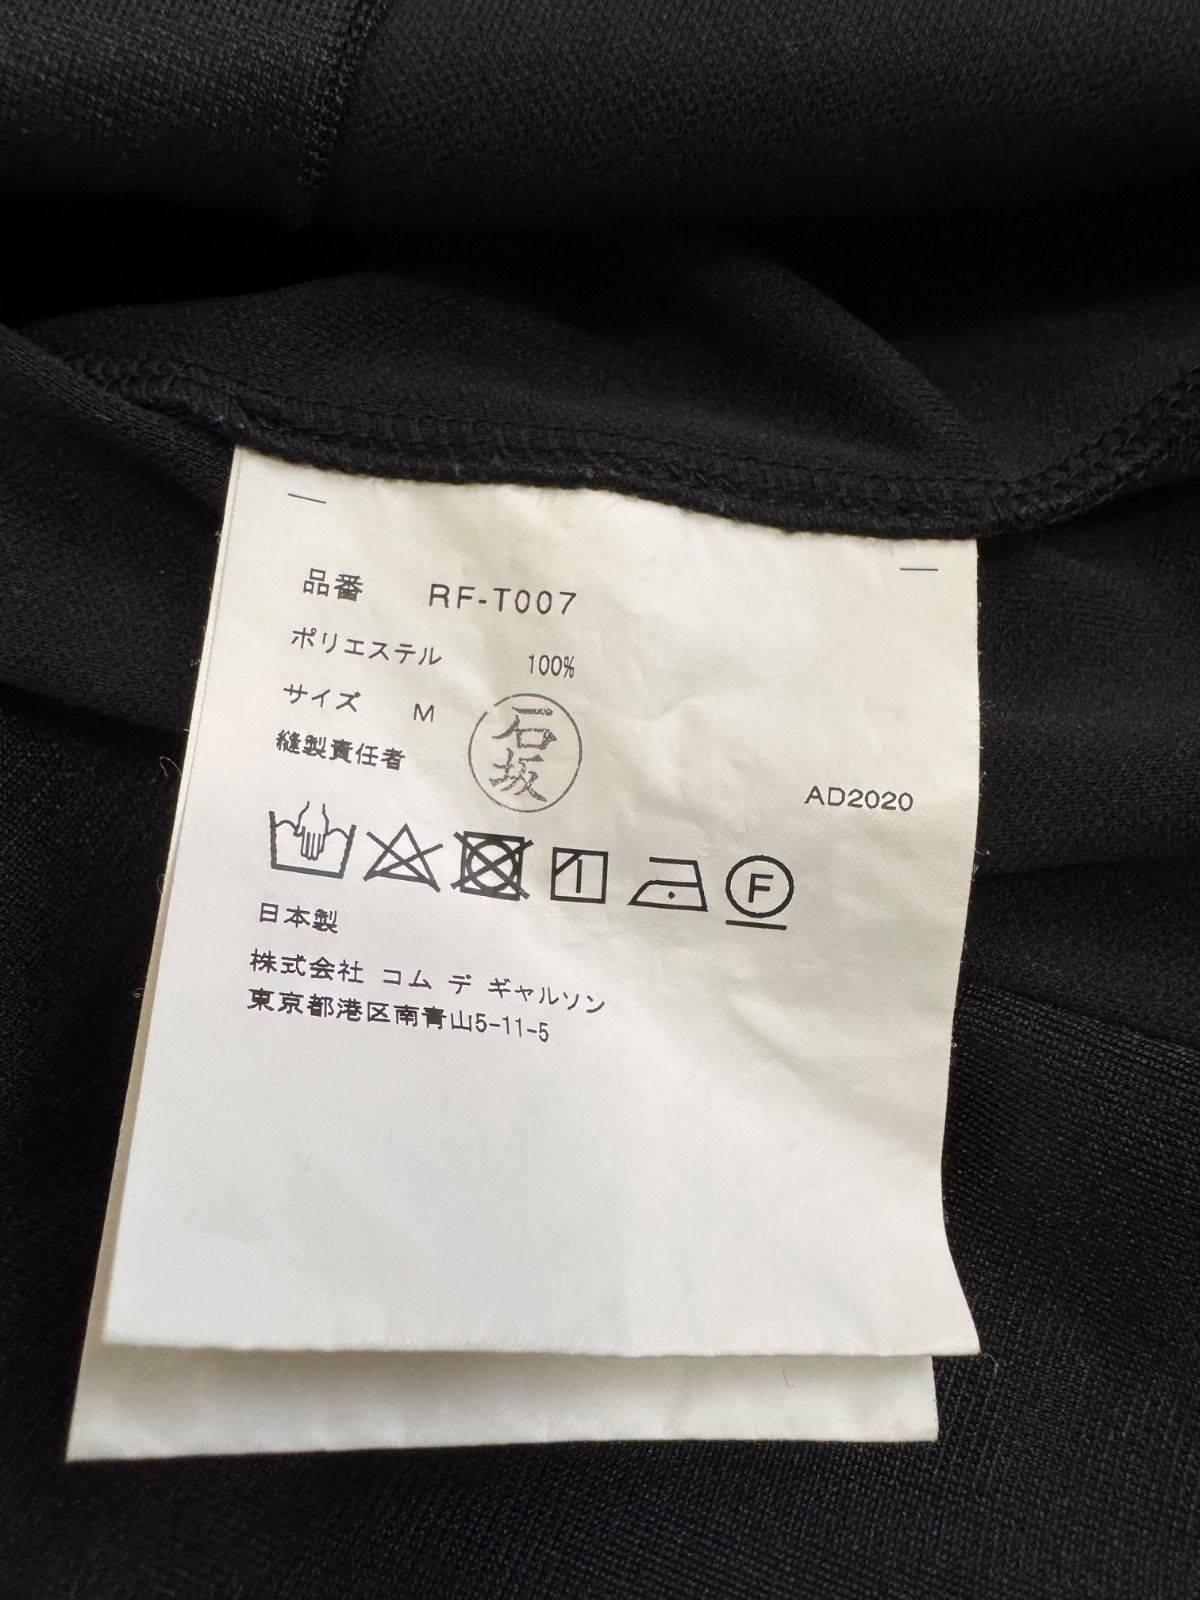 品番 RF-T007
ポリエステル 100%
サイズ M
縫製責任者 石坂
AD2020
F
日本製
株式会社 コム デ ギャルソン
東京都港区南青山5-11-5